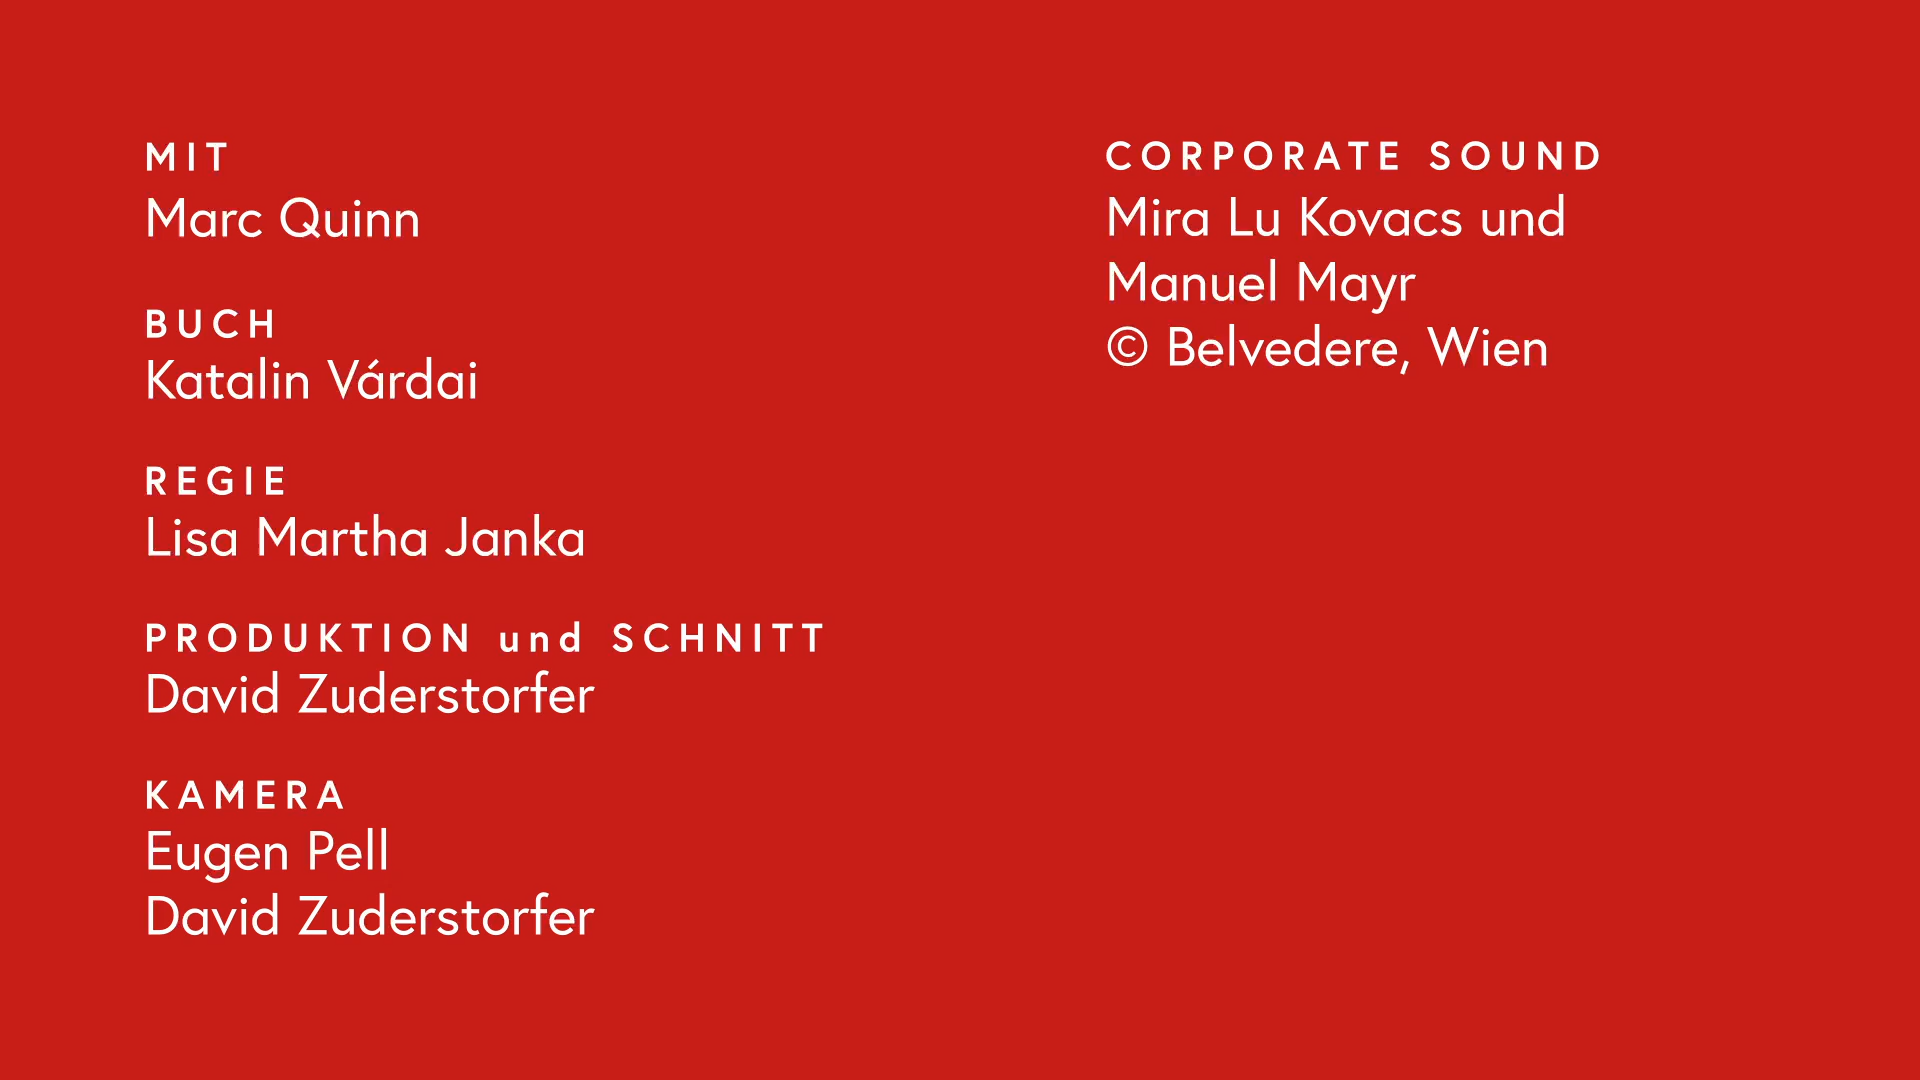 MIT
Marc Quinn
BUCH
Katalin Várdai
REGIE
Lisa Martha Janka
PRODUKTION und SCHNITT
David Zuderstorfer
KAMERA
Eugen Pell
David Zuderstorfer
CORPORATE SOUND
Mira Lu Kovacs und
Manuel Mayr
© Belvedere, Wien